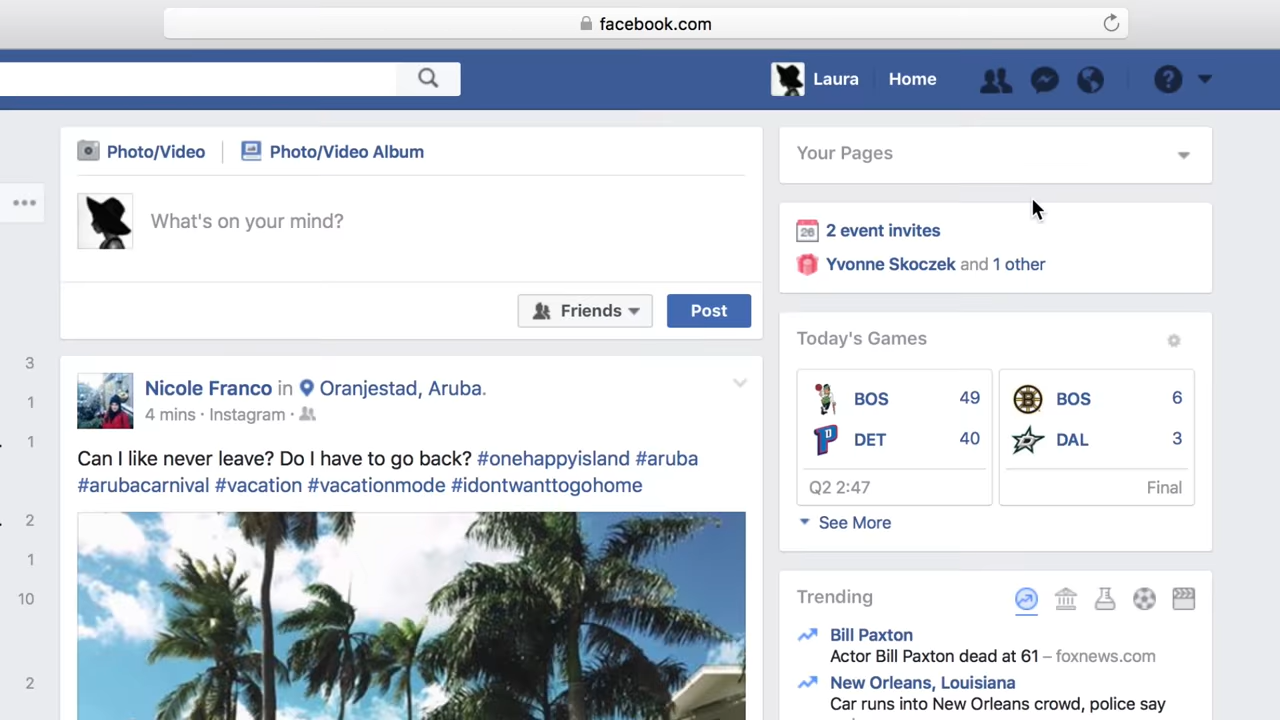 facebook.com
Laura Home
Photo/Video Photo/Video Album
What's on your mind?
Friends Post
3
1
1
2
1
10
2
Nicole Franco in Oranjestad, Aruba.
4 mins · Instagram ·
Can I like never leave? Do I have to go back? #onehappyisland #aruba
#arubacarnival #vacation #vacationmode #idontwanttogohome
Your Pages
26
2 event invites
Yvonne Skoczek and 1 other
Today's Games
BOS 49
DET 40
Q2 2:47
B
BOS 6
DAL 3
Final
See More
Trending
Bill Paxton
Actor Bill Paxton dead at 61 – foxnews.com
New Orleans, Louisiana
Car runs into New Orleans crowd, police say